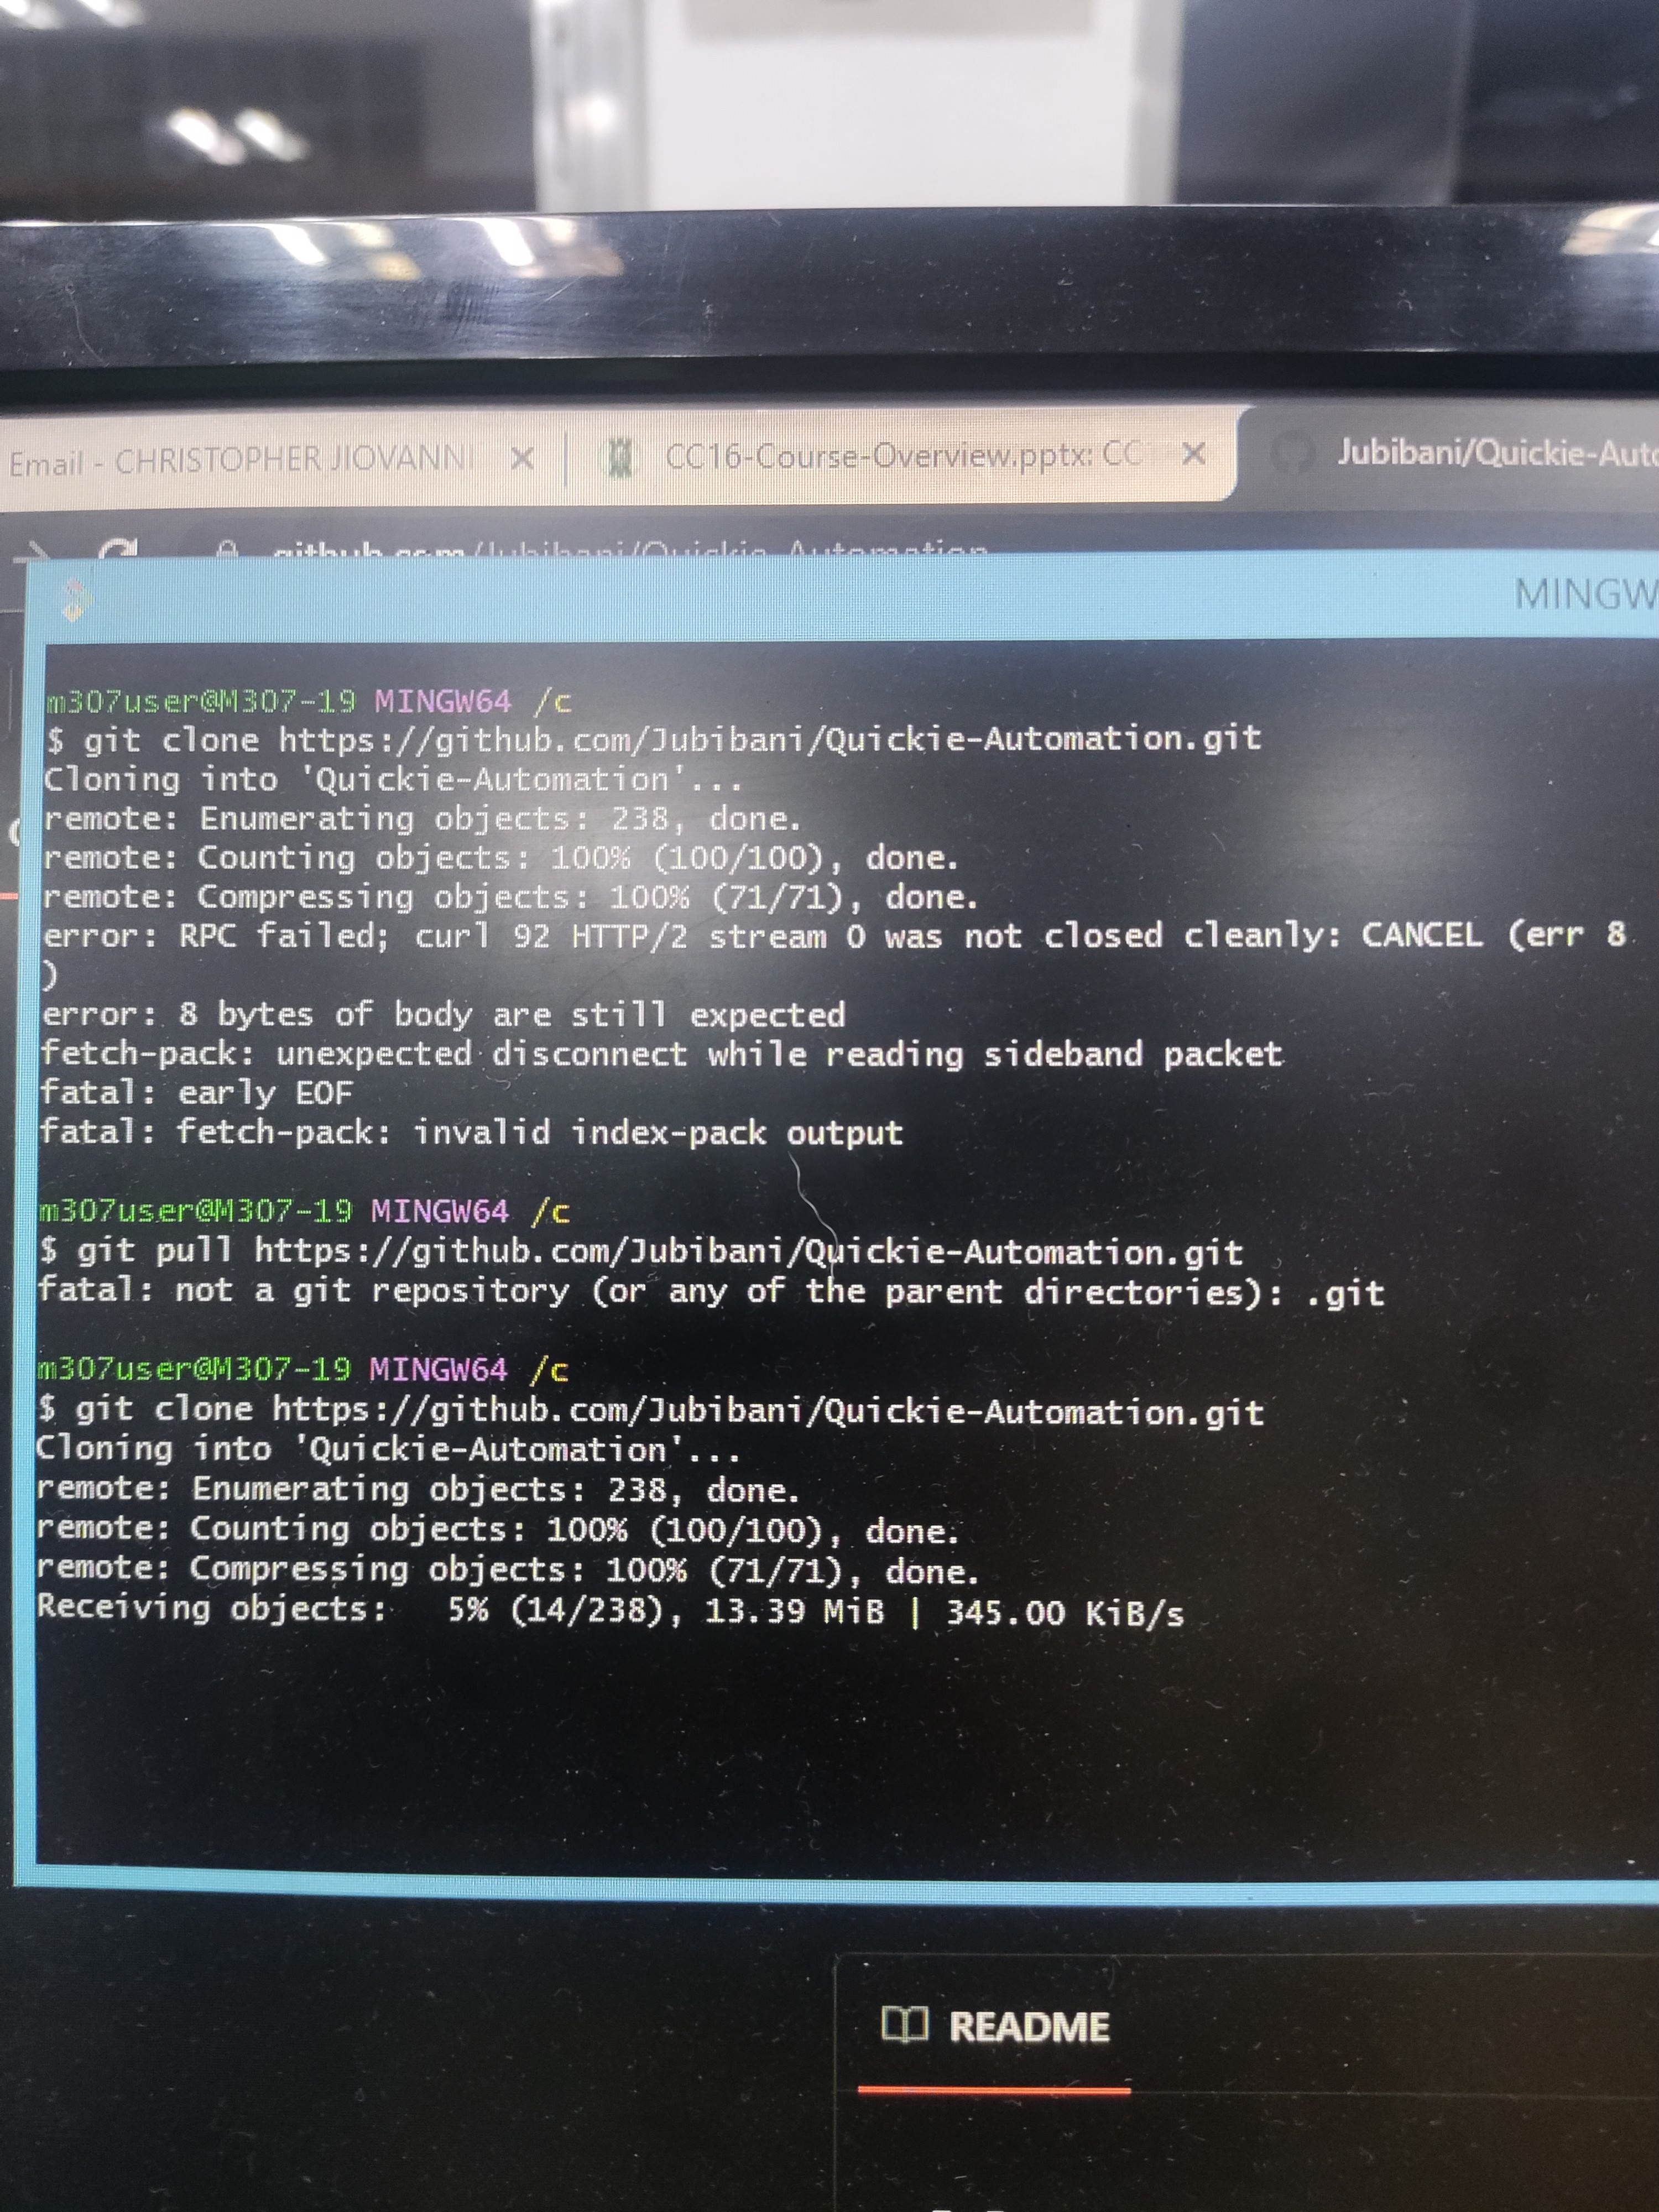 Email - CHRISTOPHER JIOVANNI
CC16-Course-Overview.pptx: CC
Jubibani/Quickie-Auto
github.com/Jubibani/Quickie-Automation
MINGW
m307user@M307-19 MINGW64 /c
$ git clone https://github.com/Jubibani/Quickie-Automation.git
Cloning into 'Quickie-Automation'...
remote: Enumerating objects: 238, done.
remote: Counting objects: 100% (100/100), done.
remote: Compressing objects: 100% (71/71), done.
error: RPC failed; curl 92 HTTP/2 stream 0 was not closed cleanly: CANCEL (err 8
)
error: 8 bytes of body are still expected
fetch-pack: unexpected disconnect while reading sideband packet
fatal: early EOF
fatal: fetch-pack: invalid index-pack output
m307user@M307-19 MINGW64 /c
$ git pull https://github.com/Jubibani/Quickie-Automation.git
fatal: not a git repository (or any of the parent directories): .git
m307user@M307-19 MINGW64 /c
$ git clone https://github.com/Jubibani/Quickie-Automation.git
Cloning into 'Quickie-Automation'...
remote: Enumerating objects: 238, done.
remote: Counting objects: 100% (100/100), done.
remote: Compressing objects: 100% (71/71), done.
Receiving objects:   5% (14/238), 13.39 MiB | 345.00 KiB/s
README